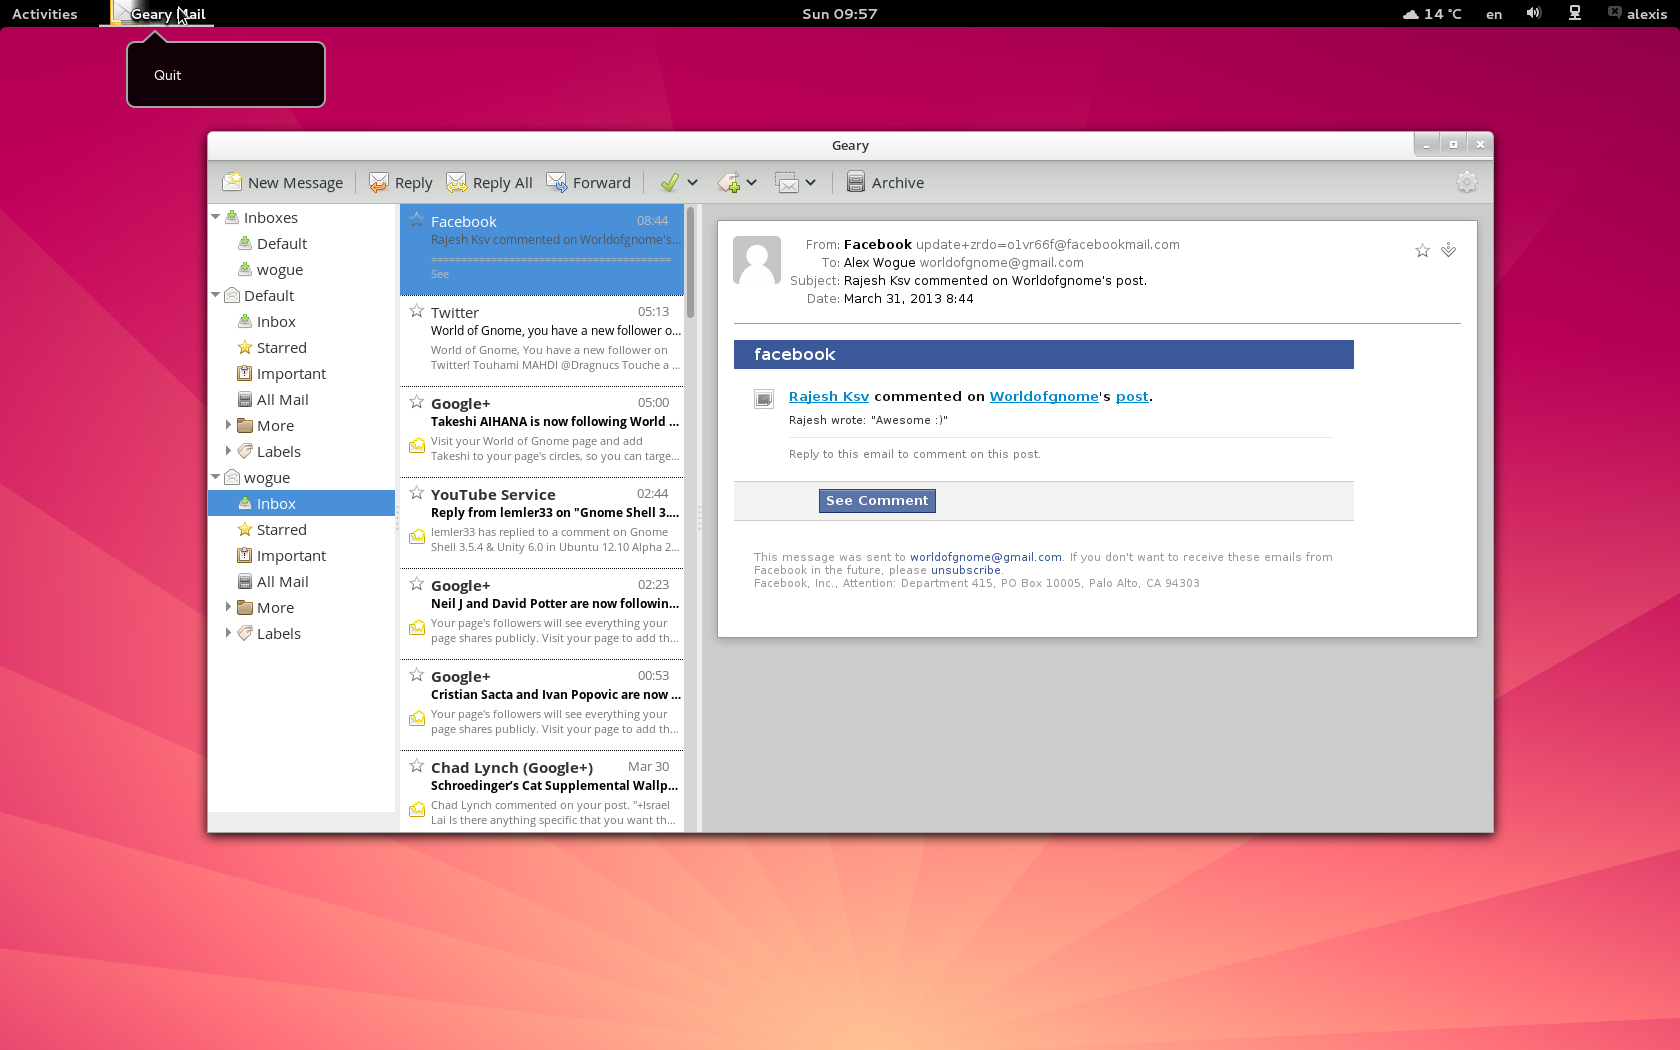 Activities
Geary Mail
Sun 09:57
14 °C
en
alexis
Quit
Geary
New Message
Reply
Reply All
Forward
Archive
Inboxes
Default
wogue
Default
Inbox
Starred
Important
All Mail
More
Labels
wogue
Inbox
Starred
Important
All Mail
More
Labels
Facebook 08:44
Rajesh Ksv commented on Worldofgnome's...
========================================
See
Twitter 05:13
World of Gnome, you have a new follower o...
World of Gnome, You have a new follower on
Twitter! Touhami MAHDI @Dragnucs Touche a ...
Google+ 05:00
Takeshi AIHANA is now following World ...
Visit your World of Gnome page and add
Takeshi to your page's circles, so you can targe...
YouTube Service 02:44
Reply from lemler33 on "Gnome Shell 3....
lemler33 has replied to a comment on Gnome
Shell 3.5.4 & Unity 6.0 in Ubuntu 12.10 Alpha 2...
Google+ 02:23
Neil J and David Potter are now followin...
Your page's followers will see everything your
page shares publicly. Visit your page to add th...
Google+ 00:53
Cristian Sacta and Ivan Popovic are now ...
Your page's followers will see everything your
page shares publicly. Visit your page to add th...
Chad Lynch (Google+) Mar 30
Schroedinger's Cat Supplemental Wallp...
Chad Lynch commented on your post. "+Israel
Lai Is there anything specific that you want th...
From: Facebook update+zrdo=o1vr66f@facebookmail.com
To: Alex Wogue worldofgnome@gmail.com
Subject: Rajesh Ksv commented on Worldofgnome's post.
Date: March 31, 2013 8:44
facebook
Rajesh Ksv commented on Worldofgnome's post.
Rajesh wrote: "Awesome :)"
Reply to this email to comment on this post.
See Comment
This message was sent to worldofgnome@gmail.com. If you don't want to receive these emails from
Facebook in the future, please unsubscribe.
Facebook, Inc., Attention: Department 415, PO Box 10005, Palo Alto, CA 94303